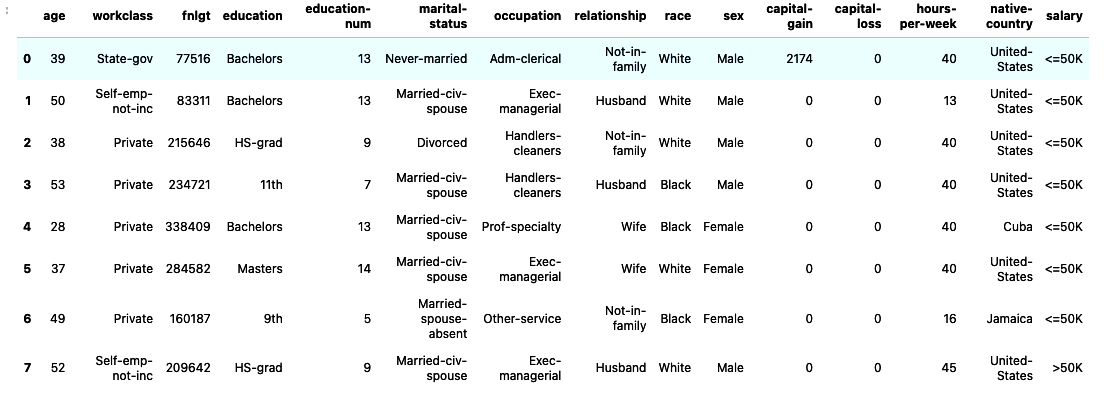 age workclass fnlgt education education-num marital-status occupation relationship race sex capital-gain capital-loss hours-per-week native-country salary
0 39 State-gov 77516 Bachelors 13 Never-married Adm-clerical Not-in-family White Male 2174 0 40 United-States <=50K
1 50 Self-emp-not-inc 83311 Bachelors 13 Married-civ-spouse Exec-managerial Husband White Male 0 0 13 United-States <=50K
2 38 Private 215646 HS-grad 9 Divorced Handlers-cleaners Not-in-family White Male 0 0 40 United-States <=50K
3 53 Private 234721 11th 7 Married-civ-spouse Handlers-cleaners Husband Black Male 0 0 40 United-States <=50K
4 28 Private 338409 Bachelors 13 Married-civ-spouse Prof-specialty Wife Black Female 0 0 40 Cuba <=50K
5 37 Private 284582 Masters 14 Married-civ-spouse Exec-managerial Wife White Female 0 0 40 United-States <=50K
6 49 Private 160187 9th 5 Married-spouse-absent Other-service Not-in-family Black Female 0 0 16 Jamaica <=50K
7 52 Self-emp-not-inc 209642 HS-grad 9 Married-civ-spouse Exec-managerial Husband White Male 0 0 45 United-States >50K